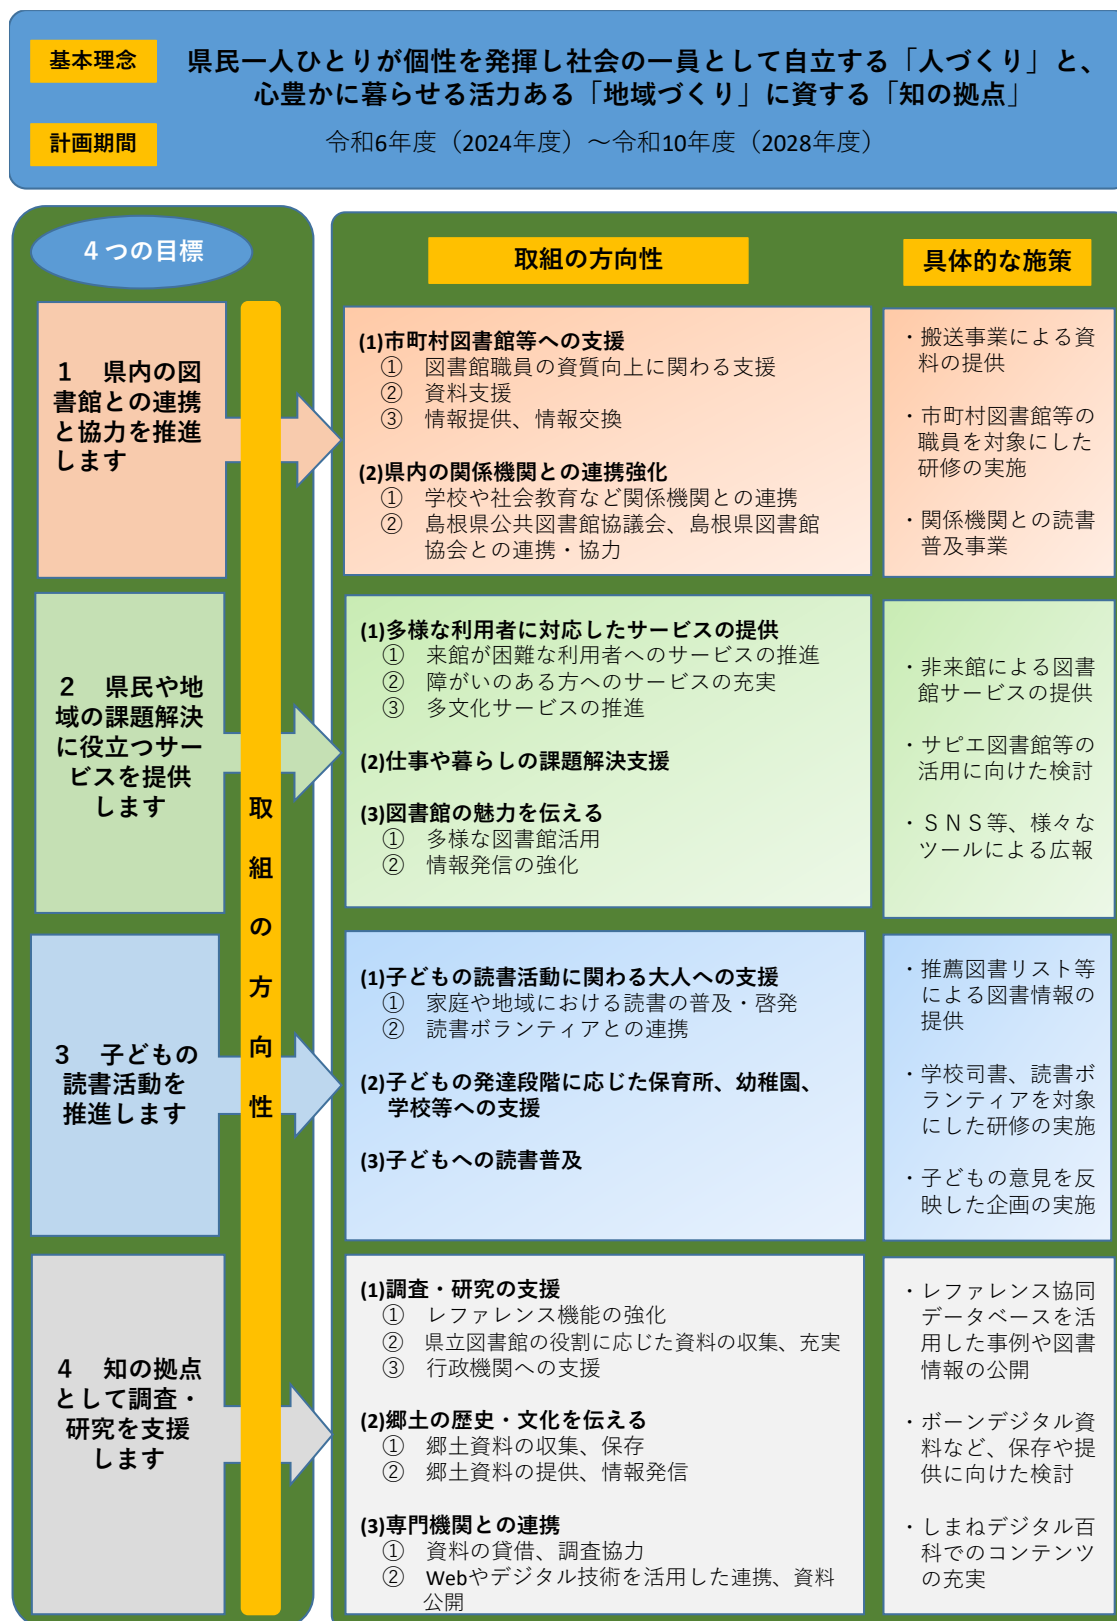 基本理念
県民一人ひとりが個性を発揮し社会の一員として自立する「人づくり」と、
心豊かに暮らせる活力ある「地域づくり」に資する「知の拠点」
計画期間
令和6年度（2024年度）～令和10年度（2028年度）
４つの目標
取組の方向性
取組の方向性
具体的な施策
１　県内の図
書館との連携
と協力を推進
します
(1)市町村図書館等への支援
①　図書館職員の資質向上に関わる支援
②　資料支援
③　情報提供、情報交換
(2)県内の関係機関との連携強化
①　学校や社会教育など関係機関との連携
②　島根県公共図書館協議会、島根県図書館
協会との連携・協力
・搬送事業による資
料の提供
・市町村図書館等の
職員を対象にした
研修の実施
・関係機関との読書
普及事業
２　県民や地
域の課題解決
に役立つサー
ビスを提供
します
(1)多様な利用者に対応したサービスの提供
①　来館が困難な利用者へのサービスの推進
②　障がいのある方へのサービスの充実
③　多文化サービスの推進
(2)仕事や暮らしの課題解決支援
(3)図書館の魅力を伝える
①　多様な図書館活用
②　情報発信の強化
・非来館による図書
館サービスの提供
・サピエ図書館等の
活用に向けた検討
・ＳＮＳ等、様々な
ツールによる広報
３　子どもの
読書活動を
推進します
(1)子どもの読書活動に関わる大人への支援
①　家庭や地域における読書の普及・啓発
②　読書ボランティアとの連携
(2)子どもの発達段階に応じた保育所、幼稚園、
学校等への支援
(3)子どもへの読書普及
・推薦図書リスト等
による図書情報の
提供
・学校司書、読書ボ
ランティアを対象
にした研修の実施
・子どもの意見を反
映した企画の実施
４　知の拠点
として調査・
研究を支援
します
(1)調査・研究の支援
①　レファレンス機能の強化
②　県立図書館の役割に応じた資料の収集、充実
③　行政機関への支援
(2)郷土の歴史・文化を伝える
①　郷土資料の収集、保存
②　郷土資料の提供、情報発信
(3)専門機関との連携
①　資料の貸借、調査協力
②　Webやデジタル技術を活用した連携、資料
公開
・レファレンス協同
データベースを活
用した事例や図書
情報の公開
・ボーンデジタル資
料など、保存や提
供に向けた検討
・しまねデジタル百
科でのコンテンツ
の充実